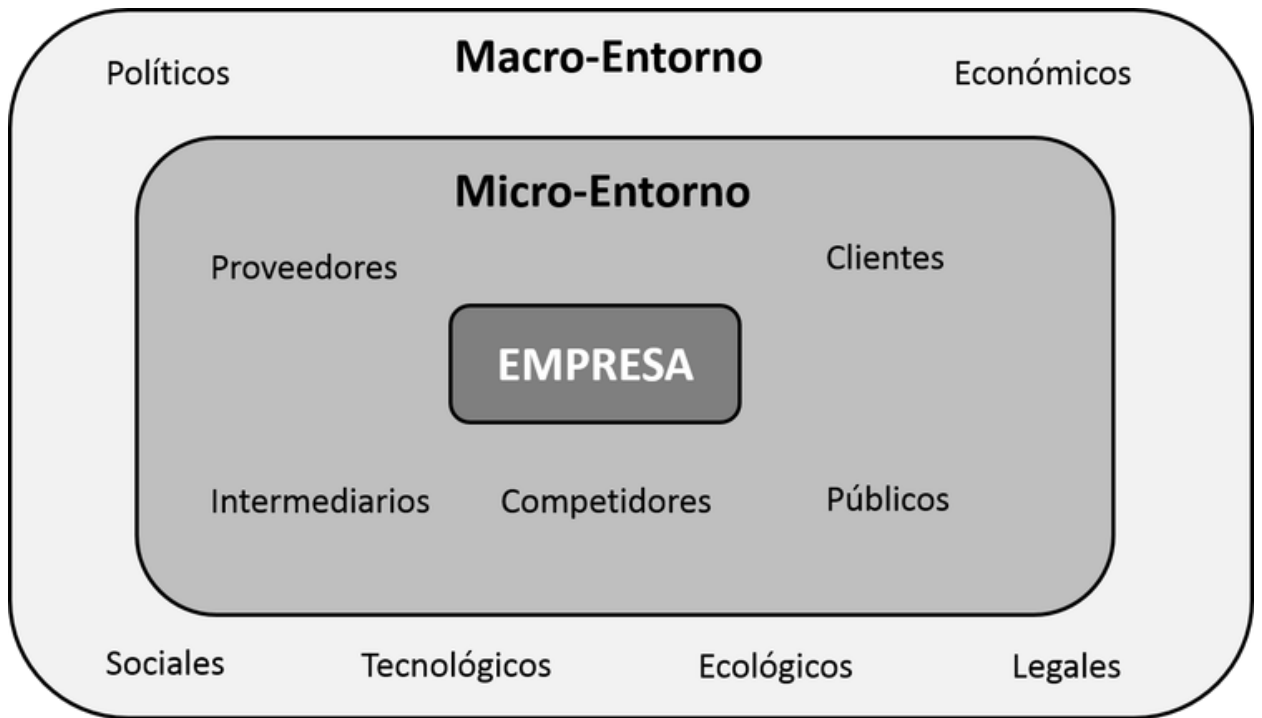 Macro-Entorno
Políticos
Económicos
Micro-Entorno
Proveedores
Clientes
EMPRESA
Intermediarios
Competidores
Públicos
Sociales
Tecnológicos
Ecológicos
Legales